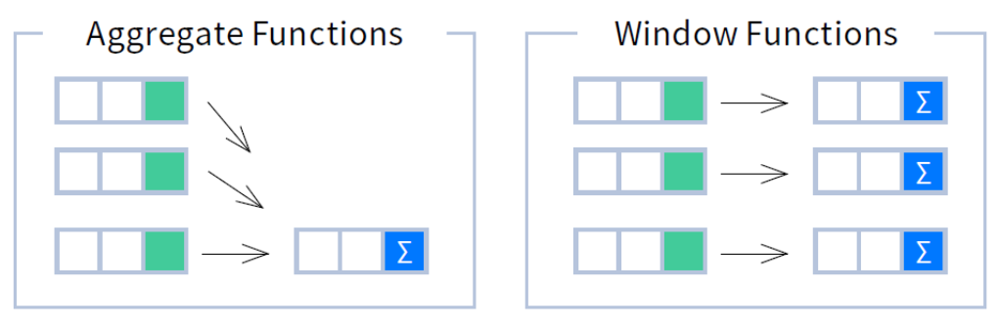 Aggregate Functions
Σ
Window Functions
Σ
Σ
Σ